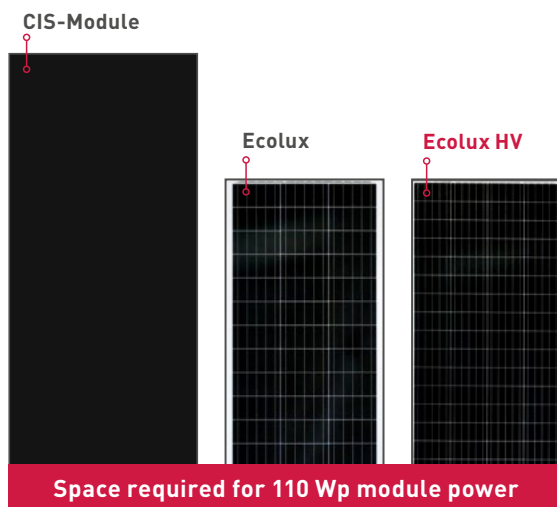 CIS-Module
Ecolux
Ecolux HV
Space required for 110 Wp module power